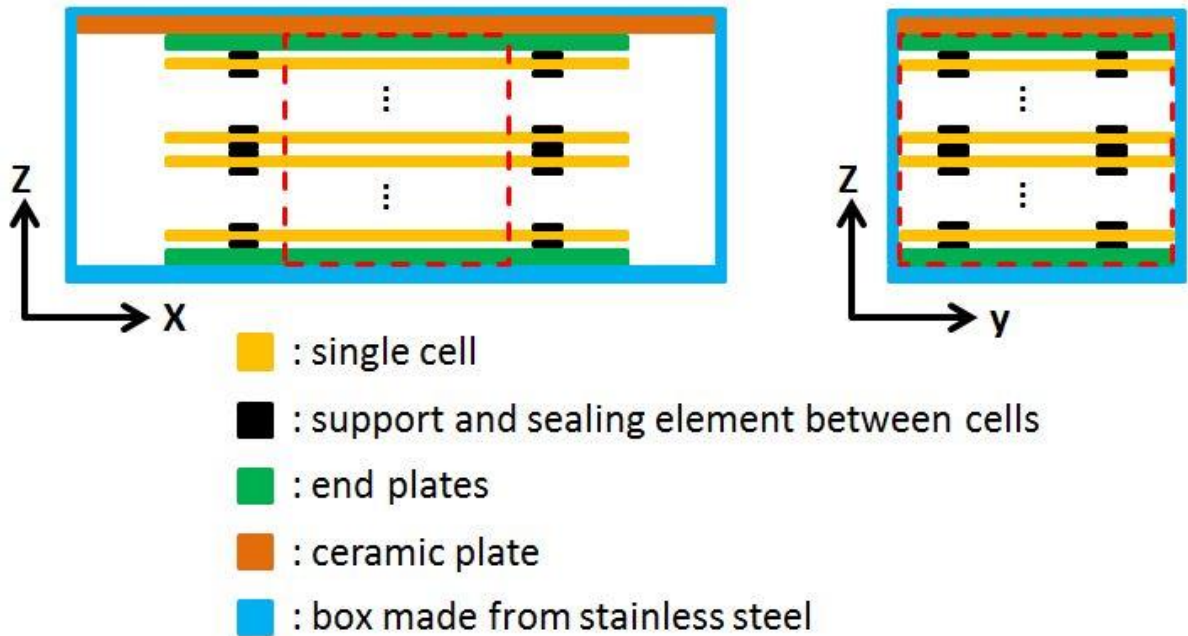 Z
X
Z
y
: single cell
: support and sealing element between cells
: end plates
: ceramic plate
: box made from stainless steel